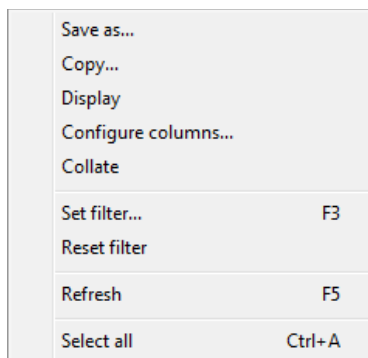 Save as...
Copy...
Display
Configure columns...
Collate
Set filter... F3
Reset filter
Refresh F5
Select all Ctrl+A